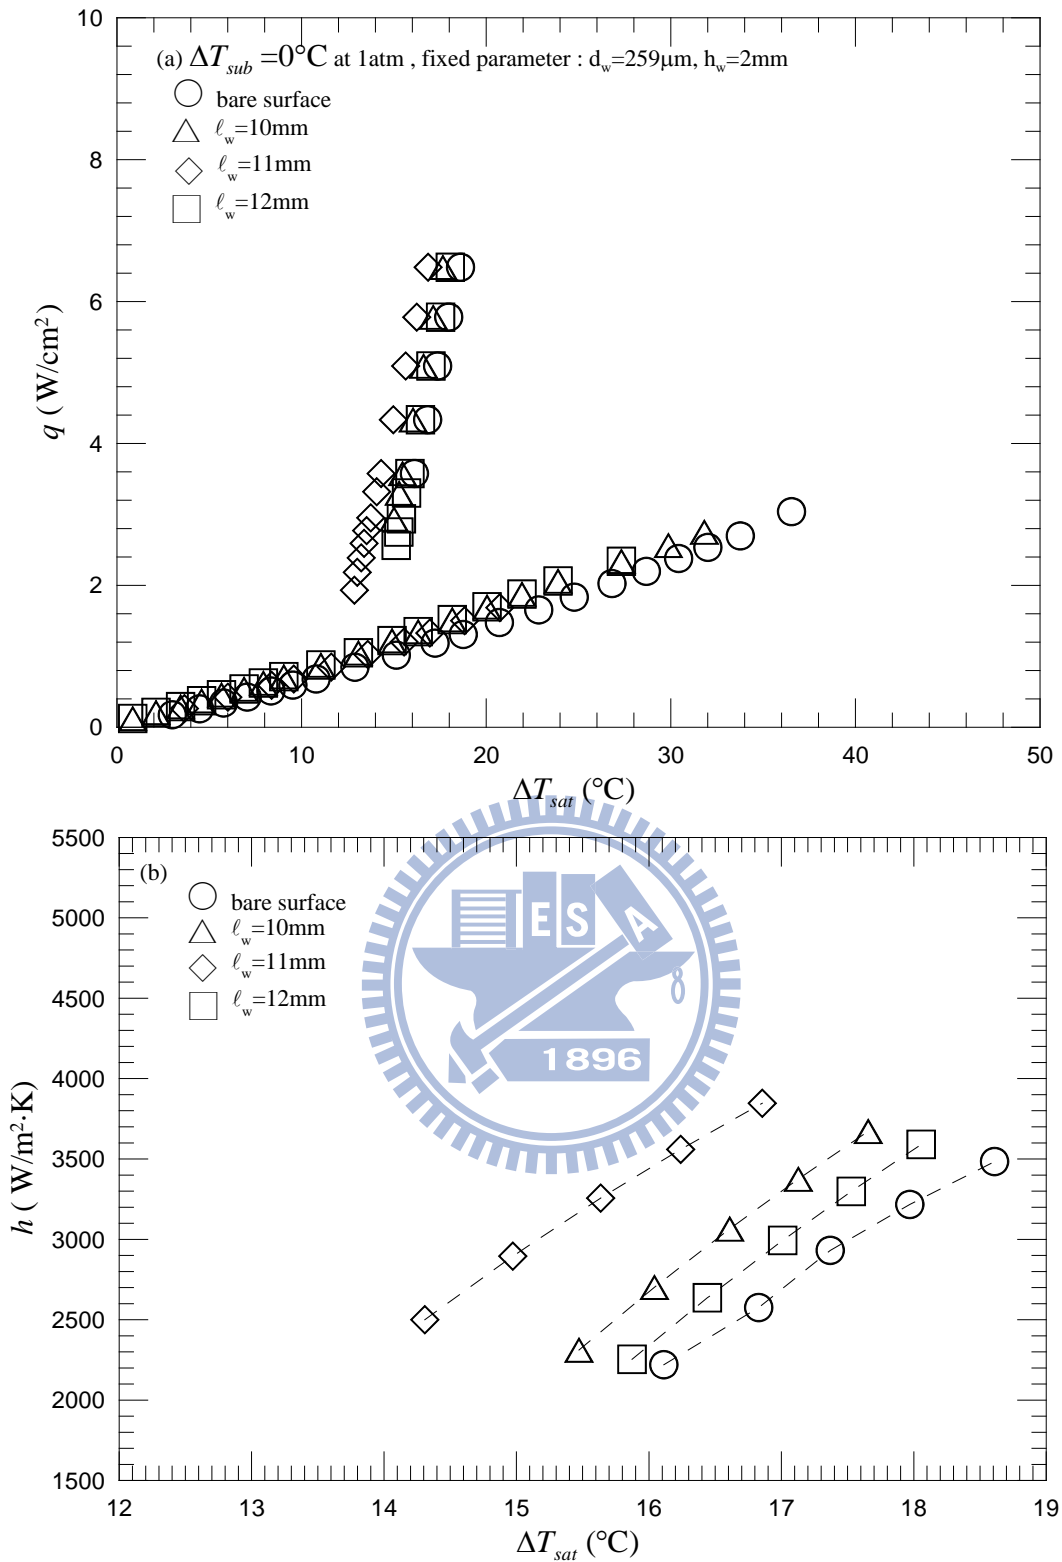 10
(a) ΔT_sub =0°C at 1atm , fixed parameter : d_w=259μm, h_w=2mm
bare surface
ℓ_w=10mm
8
ℓ_w=11mm
ℓ_w=12mm
6
q ( W/cm²)
4
2
0
0 10 20 30 40 50
ΔT_sat (°C)
5500
(b)
bare surface
5000
ℓ_w=10mm
ℓ_w=11mm
4500
ℓ_w=12mm
E S A
1896
4000
h ( W/m²·K)
3500
3000
2500
2000
1500
12 13 14 15 16 17 18 19
ΔT_sat (°C)